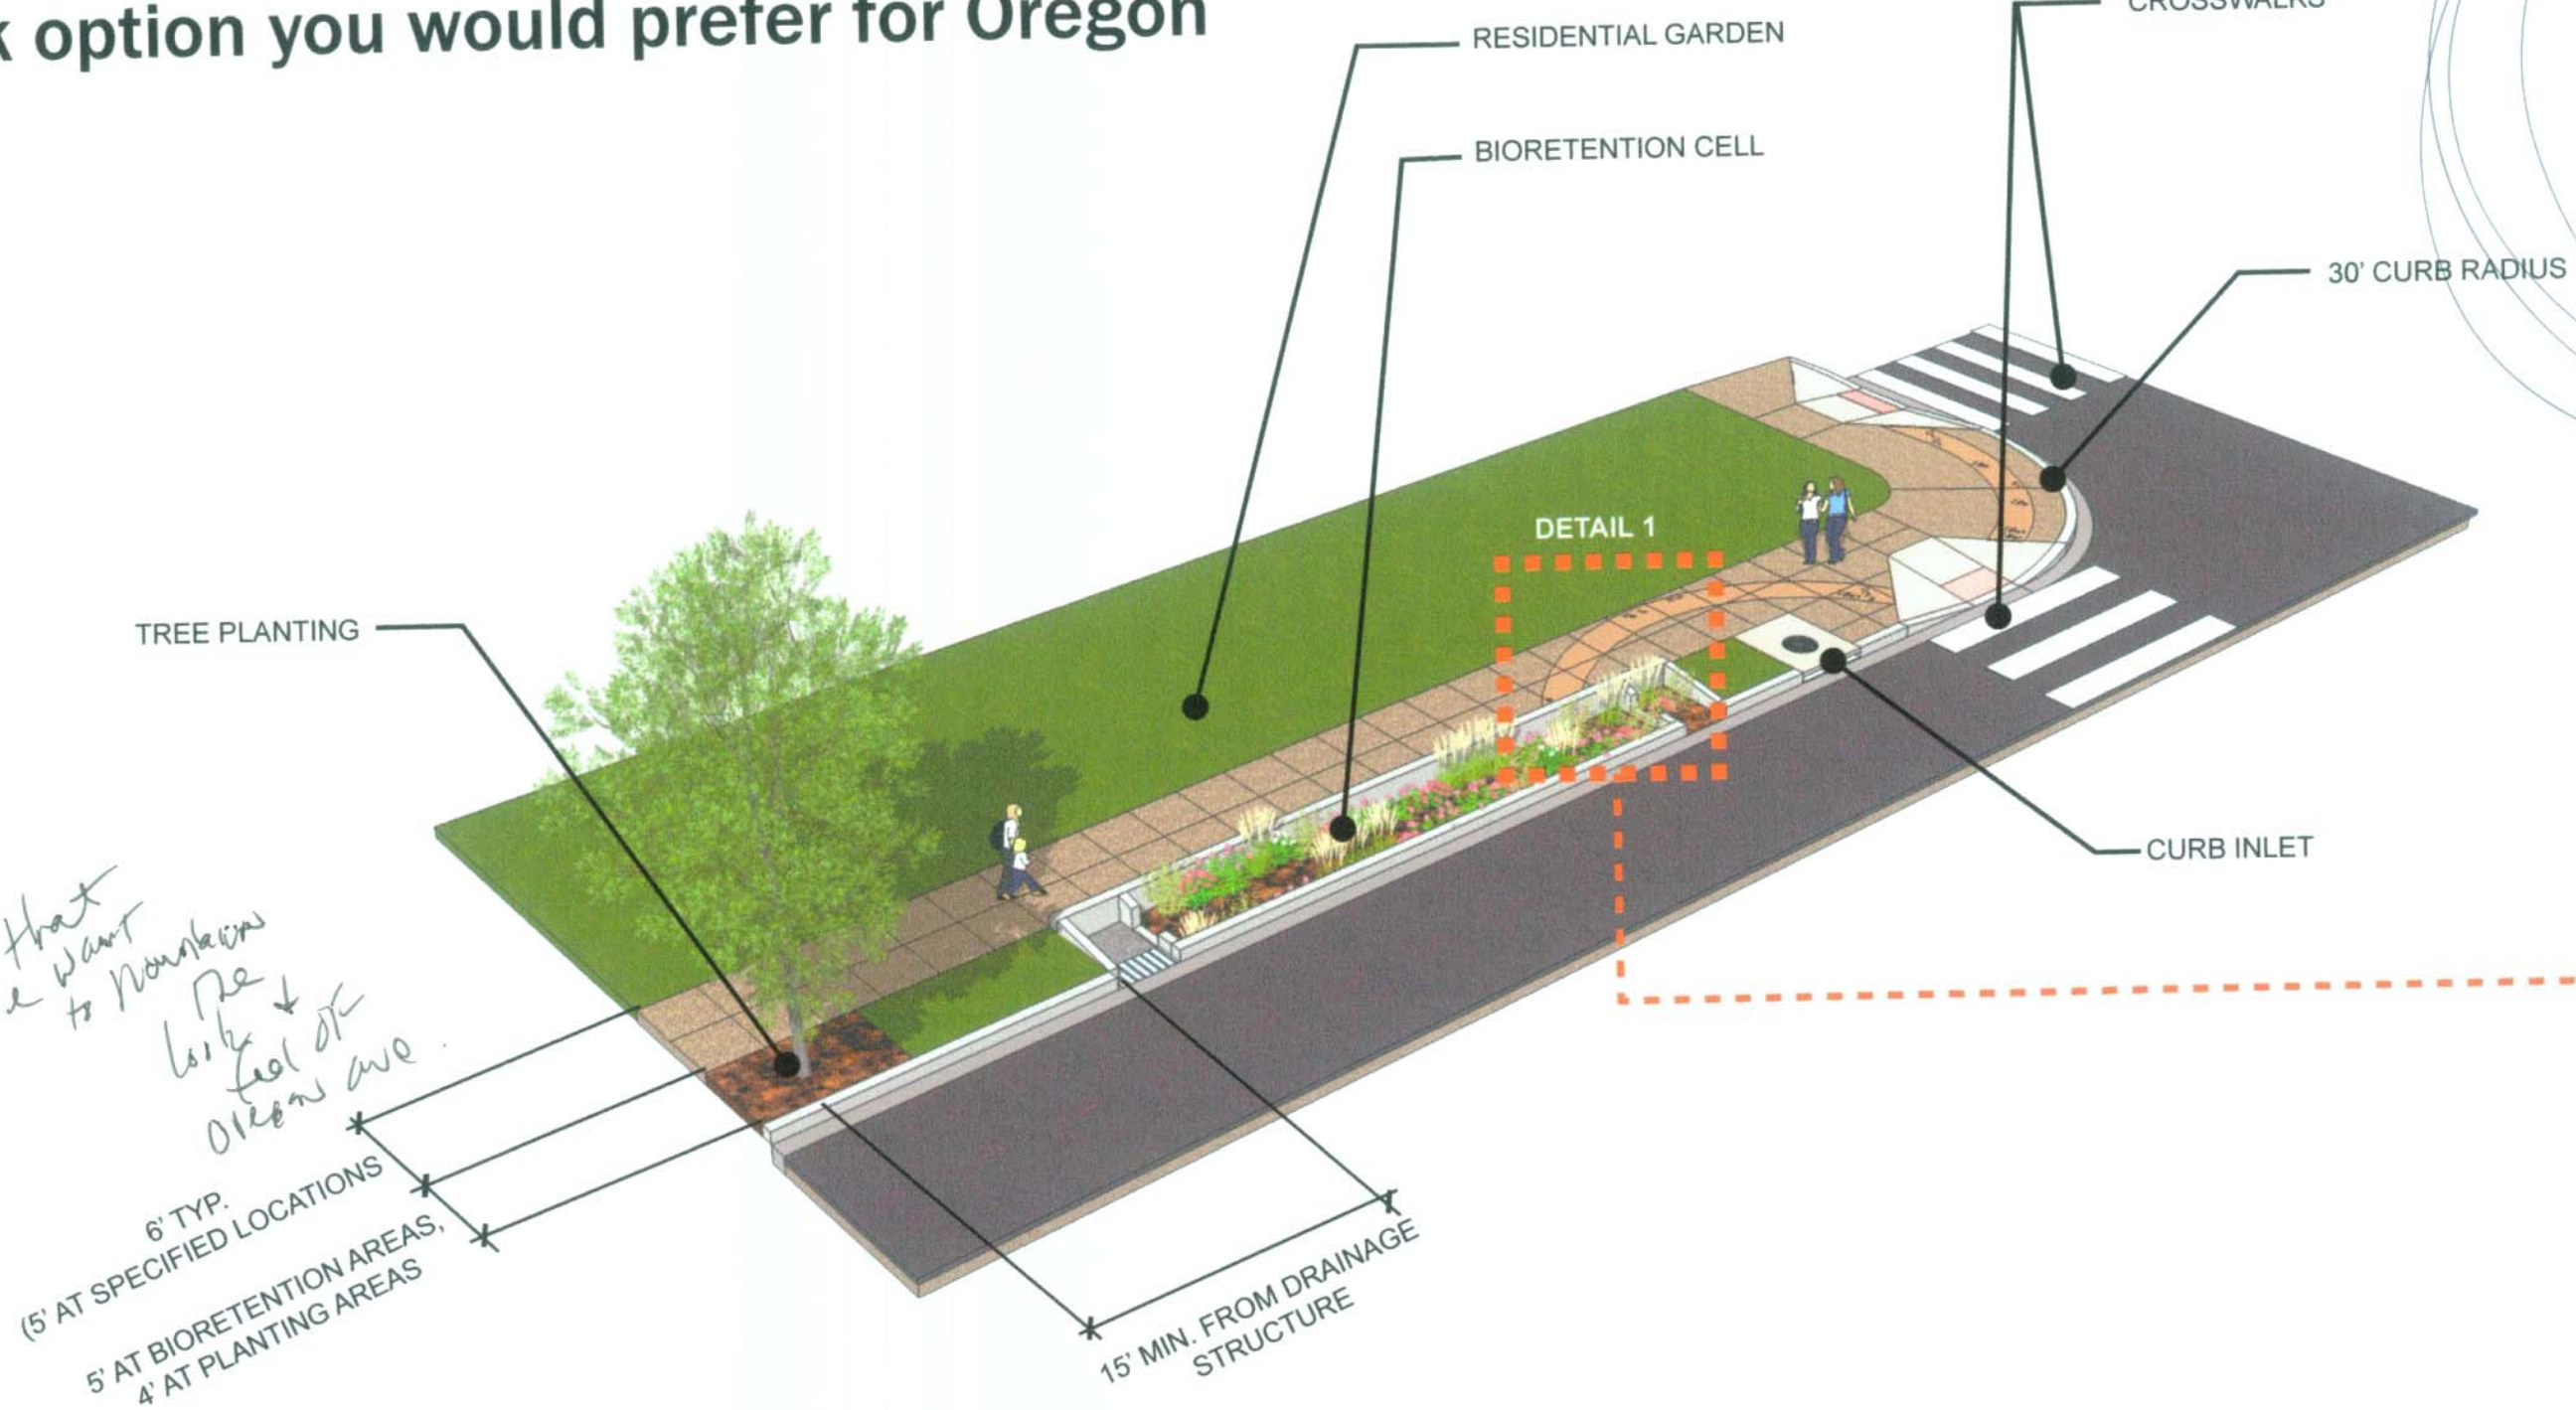 k option you would prefer for Oregon
CROSSWALKS
RESIDENTIAL GARDEN
BIORETENTION CELL
30' CURB RADIUS
DETAIL 1
TREE PLANTING
CURB INLET
that
want
to
The
look ↓
feel of
Oregon ave.
6' TYP.
(5' AT SPECIFIED LOCATIONS
5' AT BIORETENTION AREAS,
4' AT PLANTING AREAS
15' MIN. FROM DRAINAGE
STRUCTURE